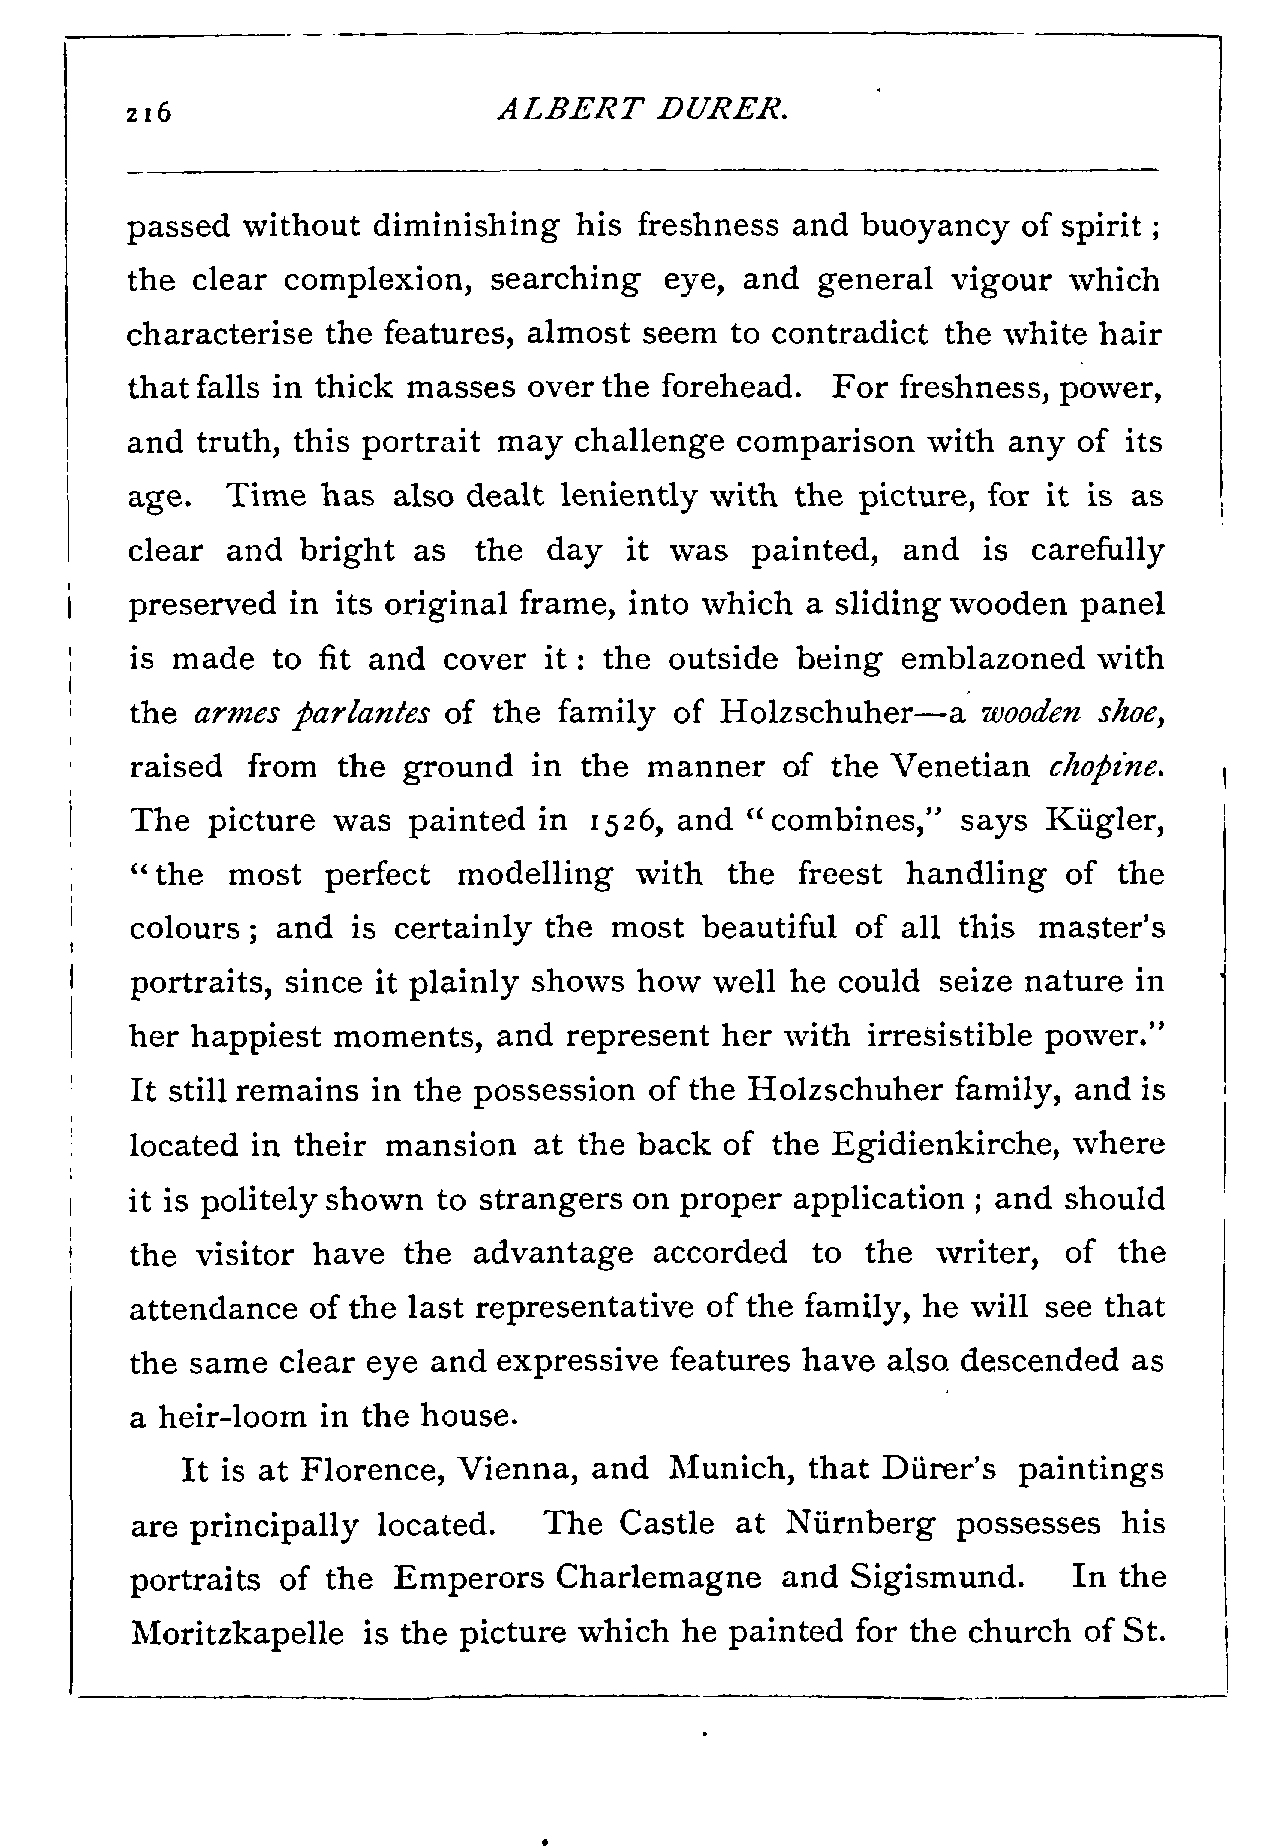 216 ALBERT DURER.
passed without diminishing his freshness and buoyancy of spirit ;
the clear complexion, searching eye, and general vigour which
characterise the features, almost seem to contradict the white hair
that falls in thick masses over the forehead. For freshness, power,
and truth, this portrait may challenge comparison with any of its
age. Time has also dealt leniently with the picture, for it is as
clear and bright as the day it was painted, and is carefully
preserved in its original frame, into which a sliding wooden panel
is made to fit and cover it : the outside being emblazoned with
the armes parlantes of the family of Holzschuher—a wooden shoe,
raised from the ground in the manner of the Venetian chopine.
The picture was painted in 1526, and “ combines,” says Kügler,
“ the most perfect modelling with the freest handling of the
colours ; and is certainly the most beautiful of all this master's
portraits, since it plainly shows how well he could seize nature in
her happiest moments, and represent her with irresistible power.”
It still remains in the possession of the Holzschuher family, and is
located in their mansion at the back of the Egidienkirche, where
it is politely shown to strangers on proper application ; and should
the visitor have the advantage accorded to the writer, of the
attendance of the last representative of the family, he will see that
the same clear eye and expressive features have also descended as
a heir-loom in the house.
It is at Florence, Vienna, and Munich, that Dürer's paintings
are principally located. The Castle at Nürnberg possesses his
portraits of the Emperors Charlemagne and Sigismund. In the
Moritzkapelle is the picture which he painted for the church of St.